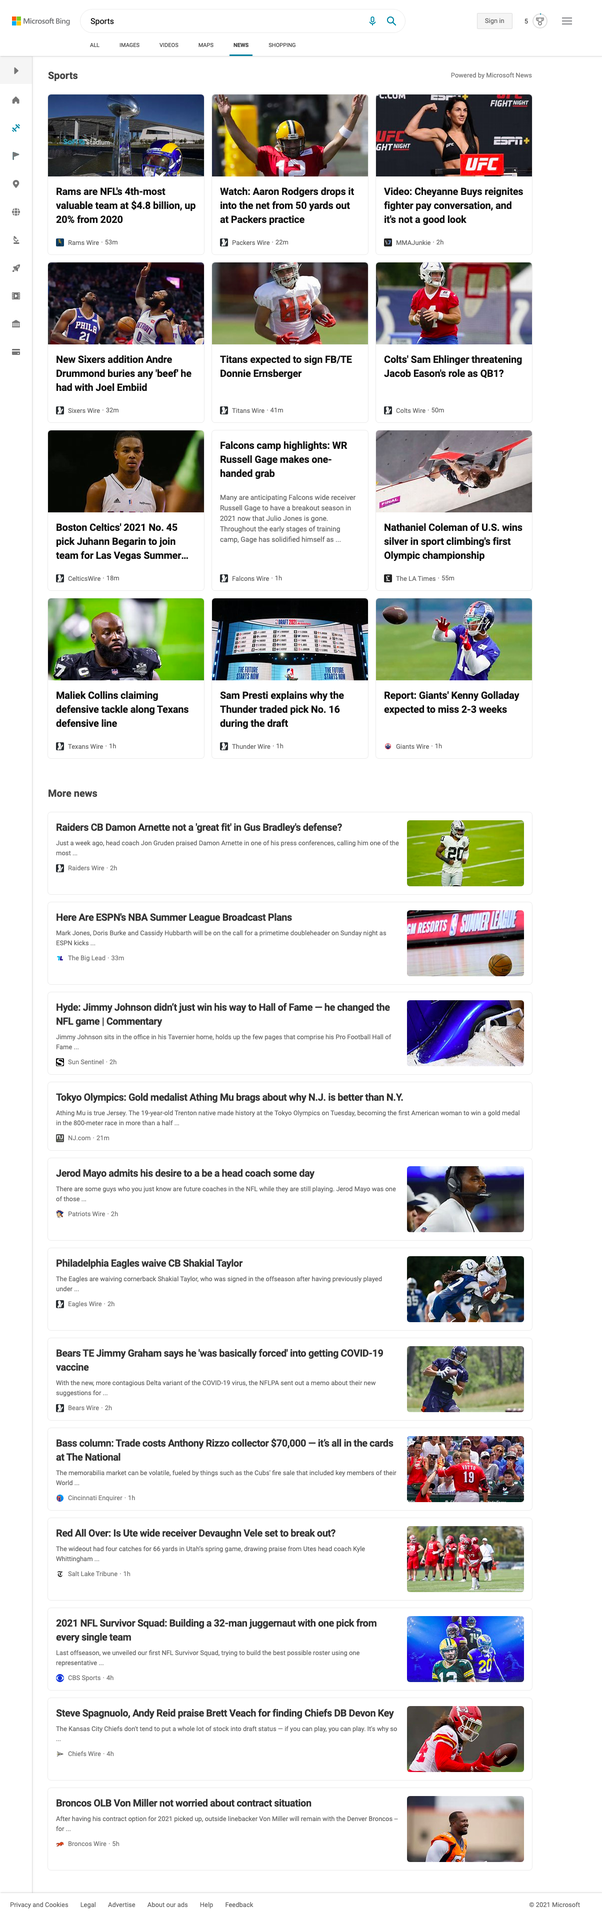 Microsoft Bing
Sports
Sign in
5
ALL IMAGES VIDEOS MAPS NEWS SHOPPING
Sports
Powered by Microsoft News
Rams are NFL's 4th-most
valuable team at $4.8 billion, up
20% from 2020
Rams Wire · 53m
12
Watch: Aaron Rodgers drops it
into the net from 50 yards out
at Packers practice
Packers Wire · 22m
C.COM
FIGHT NIGHT
UFC
FIGHT NIGHT
ESPN+
UFC
Video: Cheyanne Buys reignites
fighter pay conversation, and
it's not a good look
MMAJunkie · 2h
PHILA
21
New Sixers addition Andre
Drummond buries any 'beef' he
had with Joel Embiid
Sixers Wire · 32m
Titans expected to sign FB/TE
Donnie Ernsberger
Titans Wire · 41m
Colts' Sam Ehlinger threatening
Jacob Eason's role as QB1?
Colts Wire · 50m
Boston Celtics' 2021 No. 45
pick Juhann Begarin to join
team for Las Vegas Summer...
CelticsWire · 18m
Falcons camp highlights: WR
Russell Gage makes one-
handed grab
Many are anticipating Falcons wide receiver
Russell Gage to have a breakout season in
2021 now that Julio Jones is gone.
Throughout the early stages of training
camp, Gage has solidified himself as ...
Falcons Wire · 1h
FINAL
Nathaniel Coleman of U.S. wins
silver in sport climbing's first
Olympic championship
The LA Times · 55m
Maliek Collins claiming
defensive tackle along Texans
defensive line
Texans Wire · 1h
DRAFT 2021
THE FUTURE
STARTS NOW
THE FUTURE
STARTS NOW
Sam Presti explains why the
Thunder traded pick No. 16
during the draft
Thunder Wire · 1h
Report: Giants' Kenny Golladay
expected to miss 2-3 weeks
Giants Wire · 1h
More news
Raiders CB Damon Arnette not a 'great fit' in Gus Bradley's defense?
Just a week ago, head coach Jon Gruden praised Damon Arnette in one of his press conferences, calling him one of the
most ...
Raiders Wire · 2h
20
Here Are ESPN's NBA Summer League Broadcast Plans
Mark Jones, Doris Burke and Cassidy Hubbarth will be on the call for a primetime doubleheader on Sunday night as
ESPN kicks ...
The Big Lead · 33m
GM RESORTS SUMMER LEAGUE
Hyde: Jimmy Johnson didn't just win his way to Hall of Fame — he changed the
NFL game | Commentary
Jimmy Johnson sits in the office in his Tavernier home, holds up the few pages that comprise his Pro Football Hall of
Fame ...
Sun Sentinel · 2h
Tokyo Olympics: Gold medalist Athing Mu brags about why N.J. is better than N.Y.
Athing Mu is true Jersey. The 19-year-old Trenton native made history at the Tokyo Olympics on Tuesday, becoming the first American woman to win a gold medal
in the 800-meter race in more than a half ...
NJ.com · 21m
Jerod Mayo admits his desire to a be a head coach some day
There are some guys who you just know are future coaches in the NFL while they are still playing. Jerod Mayo was one
of those ...
Patriots Wire · 2h
Philadelphia Eagles waive CB Shakial Taylor
The Eagles are waiving cornerback Shakial Taylor, who was signed in the offseason after having previously played
under ...
Eagles Wire · 2h
Bears TE Jimmy Graham says he 'was basically forced' into getting COVID-19
vaccine
With the new, more contagious Delta variant of the COVID-19 virus, the NFLPA sent out a memo about their new
suggestions for ...
Bears Wire · 2h
Bass column: Trade costs Anthony Rizzo collector $70,000 — it's all in the cards
at The National
The memorabilia market can be volatile, fueled by things such as the Cubs' fire sale that included key members of their
World ...
Cincinnati Enquirer · 1h
VOTTO
19
Red All Over: Is Ute wide receiver Devaughn Vele set to break out?
The wideout had four catches for 66 yards in Utah's spring game, drawing praise from Utes head coach Kyle
Whittingham ...
Salt Lake Tribune · 1h
2021 NFL Survivor Squad: Building a 32-man juggernaut with one pick from
every single team
Last offseason, we unveiled our first NFL Survivor Squad, trying to build the best possible roster using one
representative ...
CBS Sports · 4h
12
20
Steve Spagnuolo, Andy Reid praise Brett Veach for finding Chiefs DB Devon Key
The Kansas City Chiefs don't tend to put a whole lot of stock into draft status — if you can play, you can play. It's why so
...
Chiefs Wire · 4h
Broncos OLB Von Miller not worried about contract situation
After having his contract option for 2021 picked up, outside linebacker Von Miller will remain with the Denver Broncos –
for ...
Broncos Wire · 5h
Privacy and Cookies Legal Advertise About our ads Help Feedback
© 2021 Microsoft